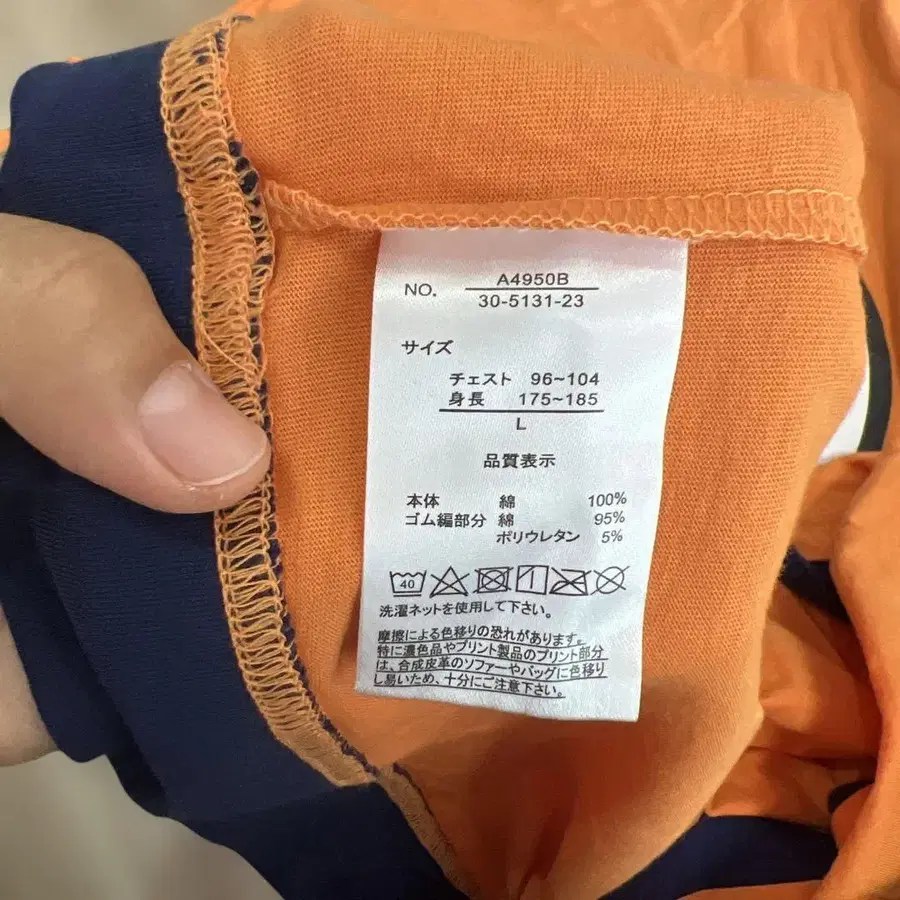 NO. A4950B
30-5131-23
サイズ
チェスト 96~104
身長 175~185
L
品質表示
本体 綿 100%
ゴム編部分 綿 95%
ポリウレタン 5%
40
洗濯ネットを使用して下さい。
摩擦による色移りの恐れがあります。
特に濃色品やプリント製品のプリント部分
は、合成皮革のソファーやバッグに色移り
し易いため、十分にご注意下さい。